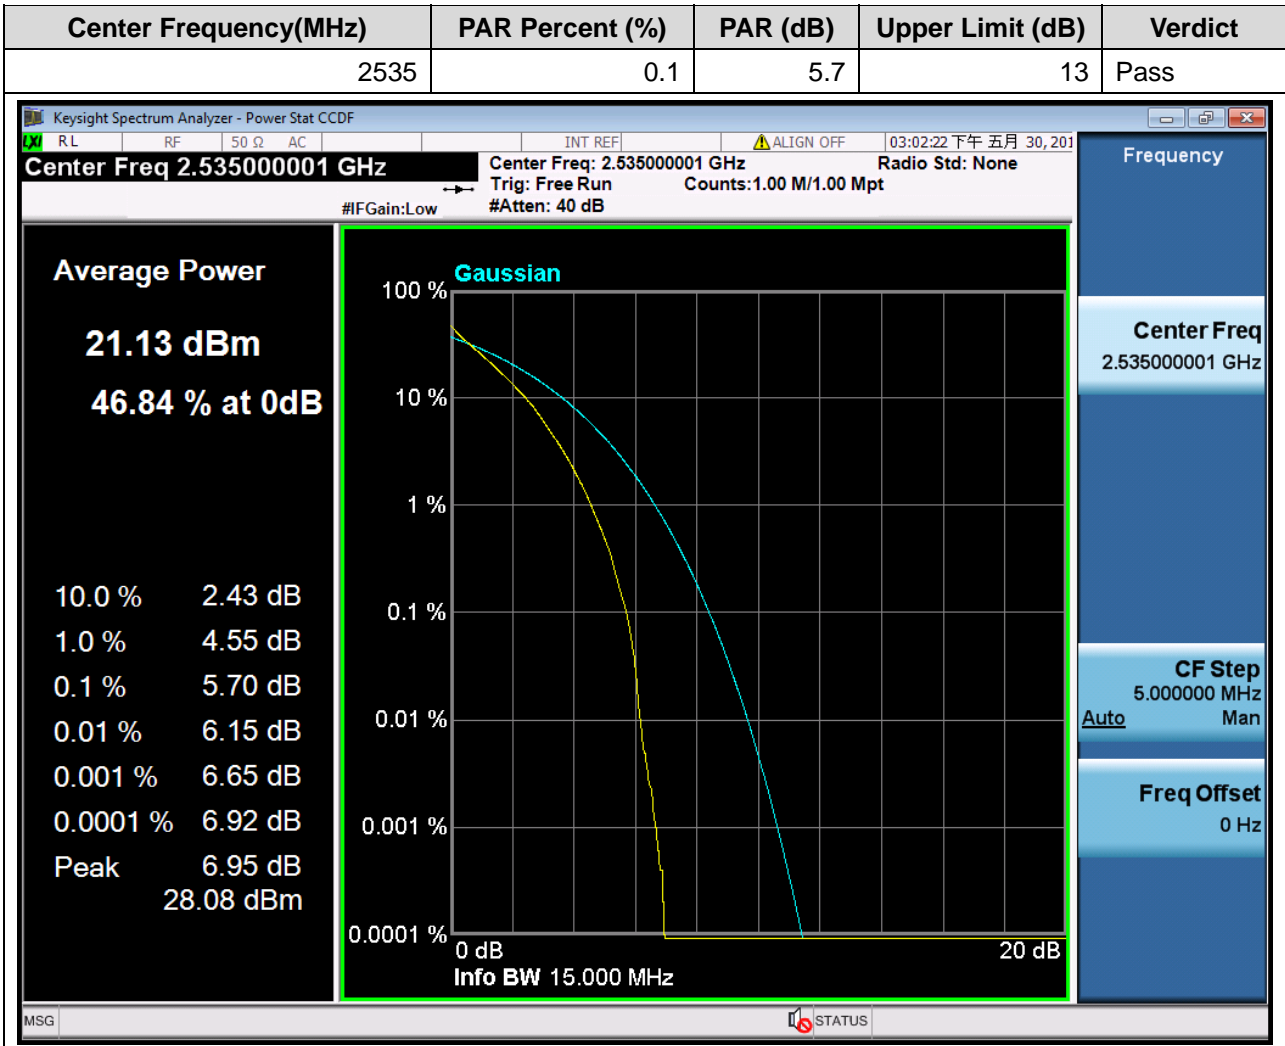 Center Frequency(MHz) PAR Percent (%) PAR (dB) Upper Limit (dB) Verdict
2535 0.1 5.7 13 Pass
Keysight Spectrum Analyzer - Power Stat CCDF
LXI RL RF 50 Ω AC INT REF ALIGN OFF 03:02:22 下午 五月 30, 201
Center Freq 2.535000001 GHz
Center Freq: 2.535000001 GHz Radio Std: None
Trig: Free Run Counts:1.00 M/1.00 Mpt
#IFGain:Low #Atten: 40 dB
Average Power
21.13 dBm
46.84 % at 0dB
10.0 % 2.43 dB
1.0 % 4.55 dB
0.1 % 5.70 dB
0.01 % 6.15 dB
0.001 % 6.65 dB
0.0001 % 6.92 dB
Peak 6.95 dB
28.08 dBm
Gaussian
100 %
10 %
1 %
0.1 %
0.01 %
0.001 %
0.0001 %
0 dB 20 dB
Info BW 15.000 MHz
Frequency
Center Freq
2.535000001 GHz
CF Step
5.000000 MHz
Auto Man
Freq Offset
0 Hz
MSG STATUS